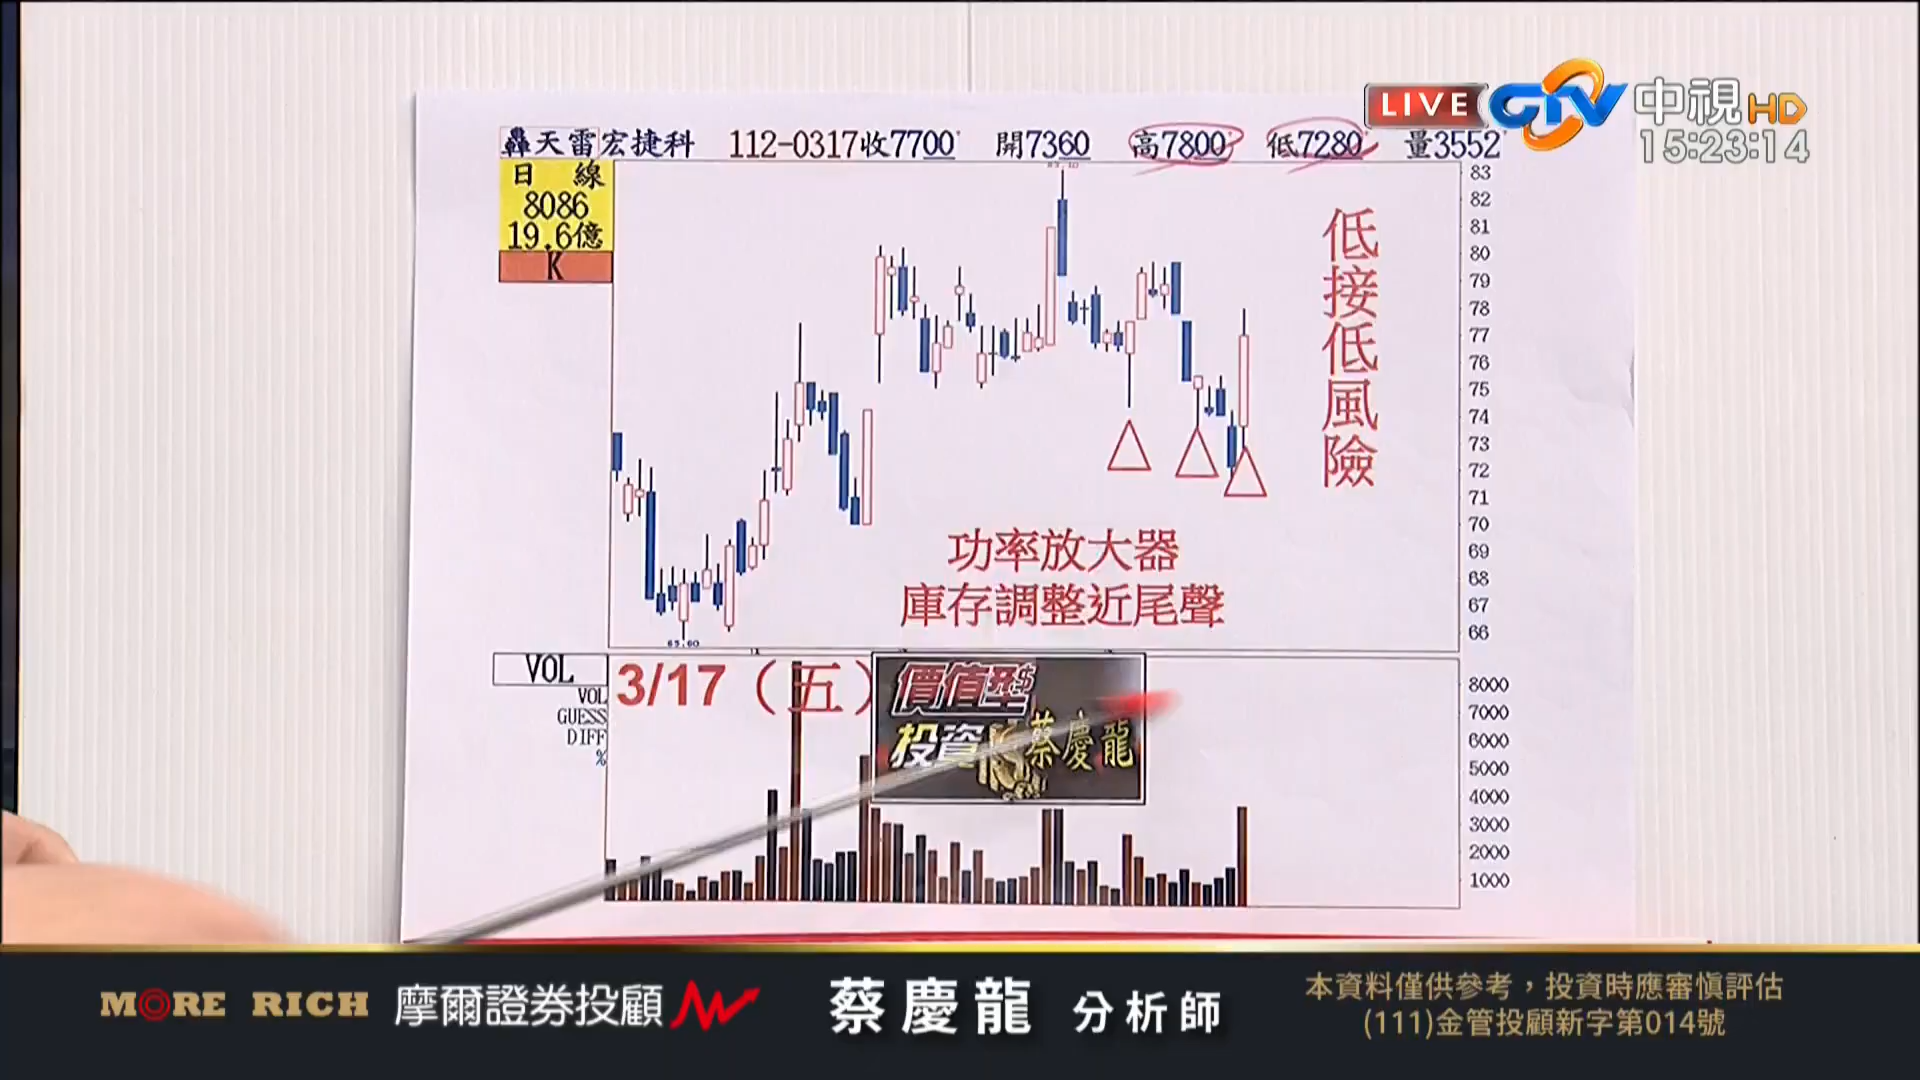 LIVE CTV 中視HD
15:23:14
轟天雷宏捷科 112-0317收7700 開7360 高7800 低7280 量3552
日 線
8086
19.6億
K
83
82
81
80
79
78
77
76
75
74
73
72
71
70
69
68
67
66
低接低風險
功率放大器
庫存調整近尾聲
65.60
VOL
VOL
GUESS
DIFF
%
3/17（五）
價值型
投資 蔡慶龍
8000
7000
6000
5000
4000
3000
2000
1000
MORE RICH 摩爾證券投顧
蔡慶龍 分析師
本資料僅供參考，投資時應審慎評估
(111)金管投顧新字第014號